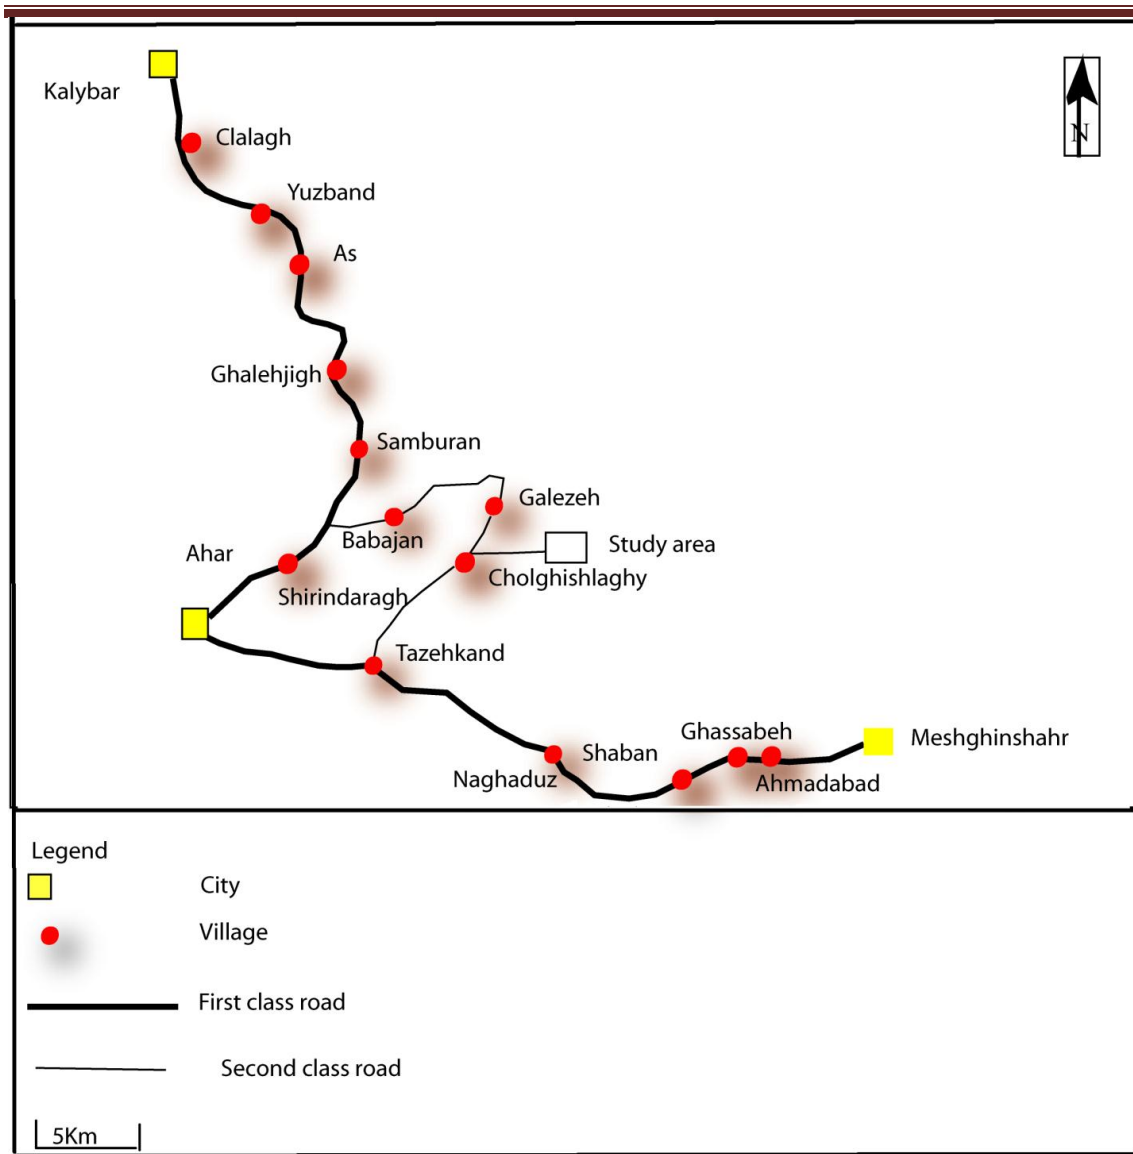 Kalybar
N
Clalagh
Yuzband
As
Ghalehjigh
Samburan
Galezeh
Babajan
Study area
Ahar
Cholghishlaghy
Shirindaragh
Tazehkand
Ghassabeh
Meshghinshahr
Shaban
Naghaduz
Ahmadabad
Legend
City
Village
First class road
Second class road
5Km